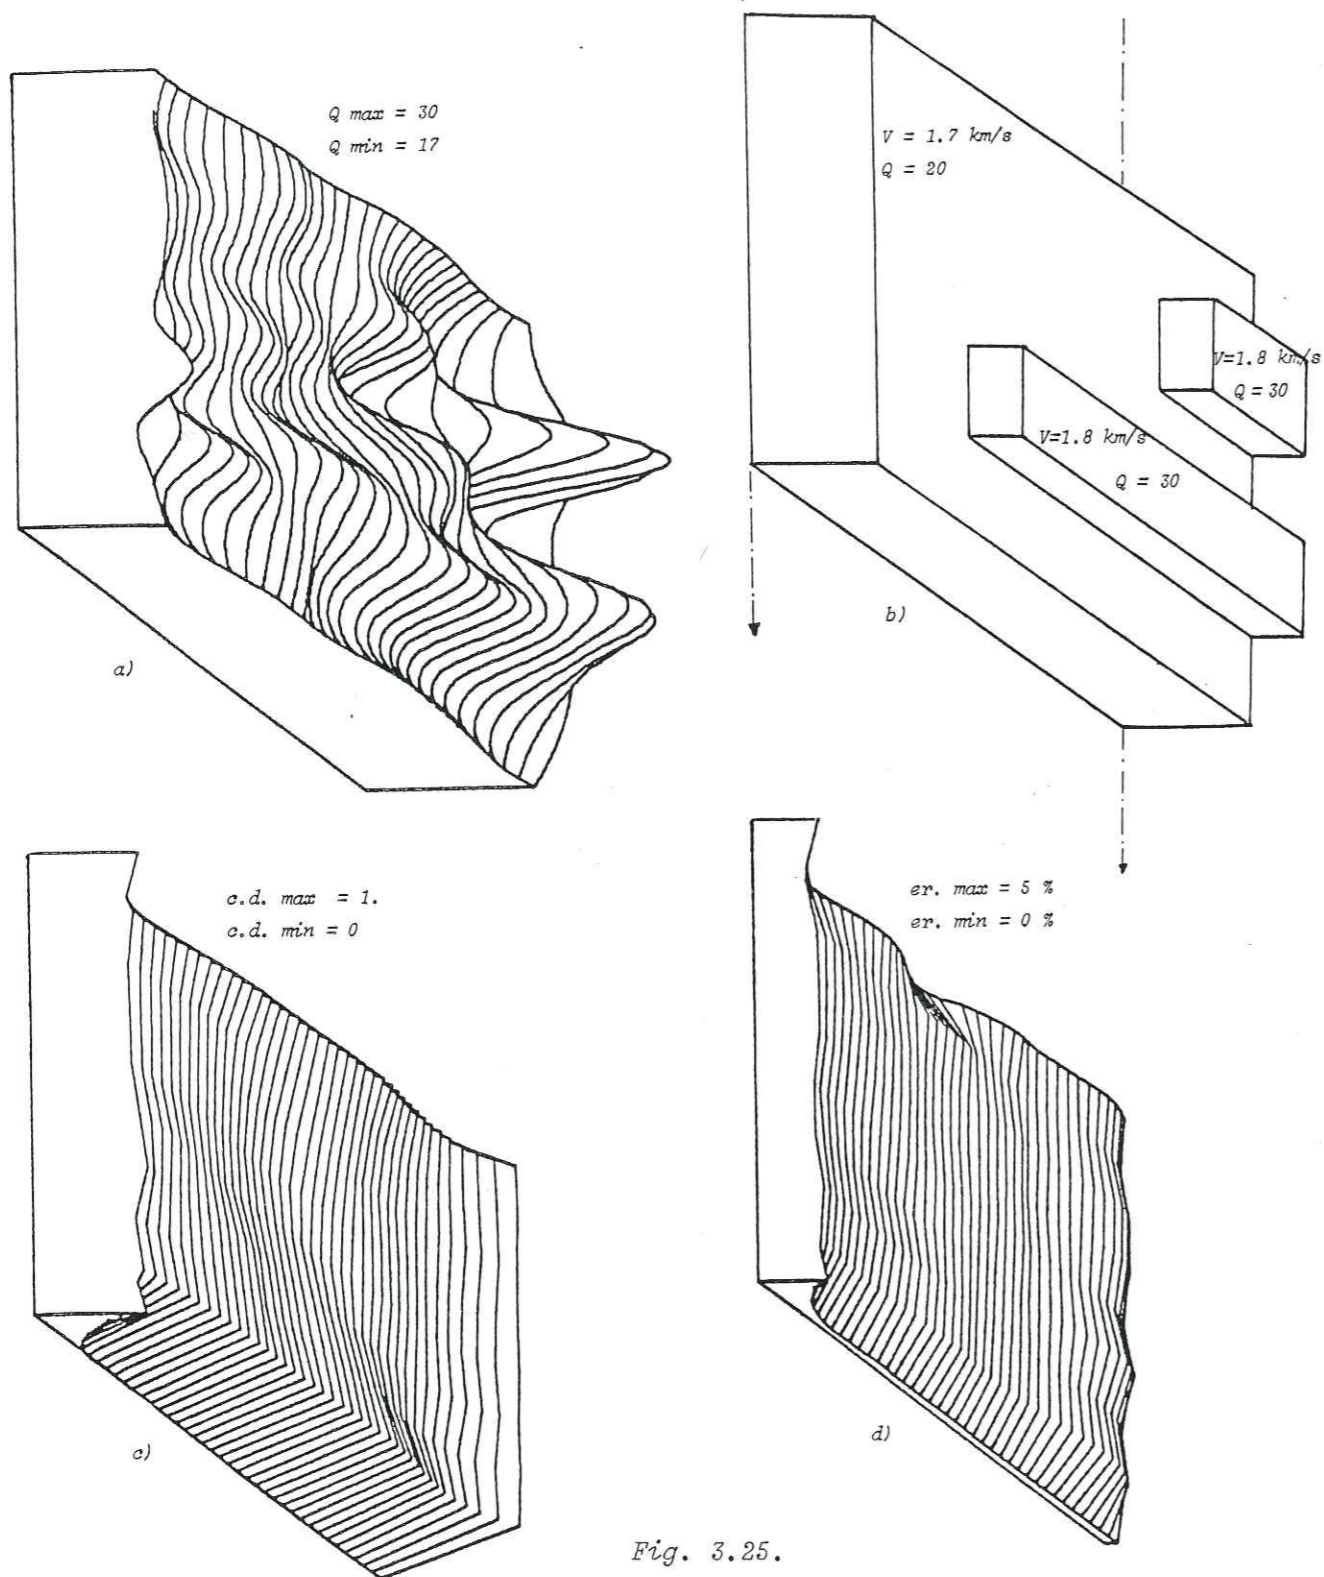 Q max = 30
Q min = 17
a)
V = 1.7 km/s
Q = 20
V=1.8 km/s
Q = 30
V=1.8 km/s
Q = 30
b)
c.d. max = 1.
c.d. min = 0
c)
er. max = 5 %
er. min = 0 %
d)
Fig. 3.25.